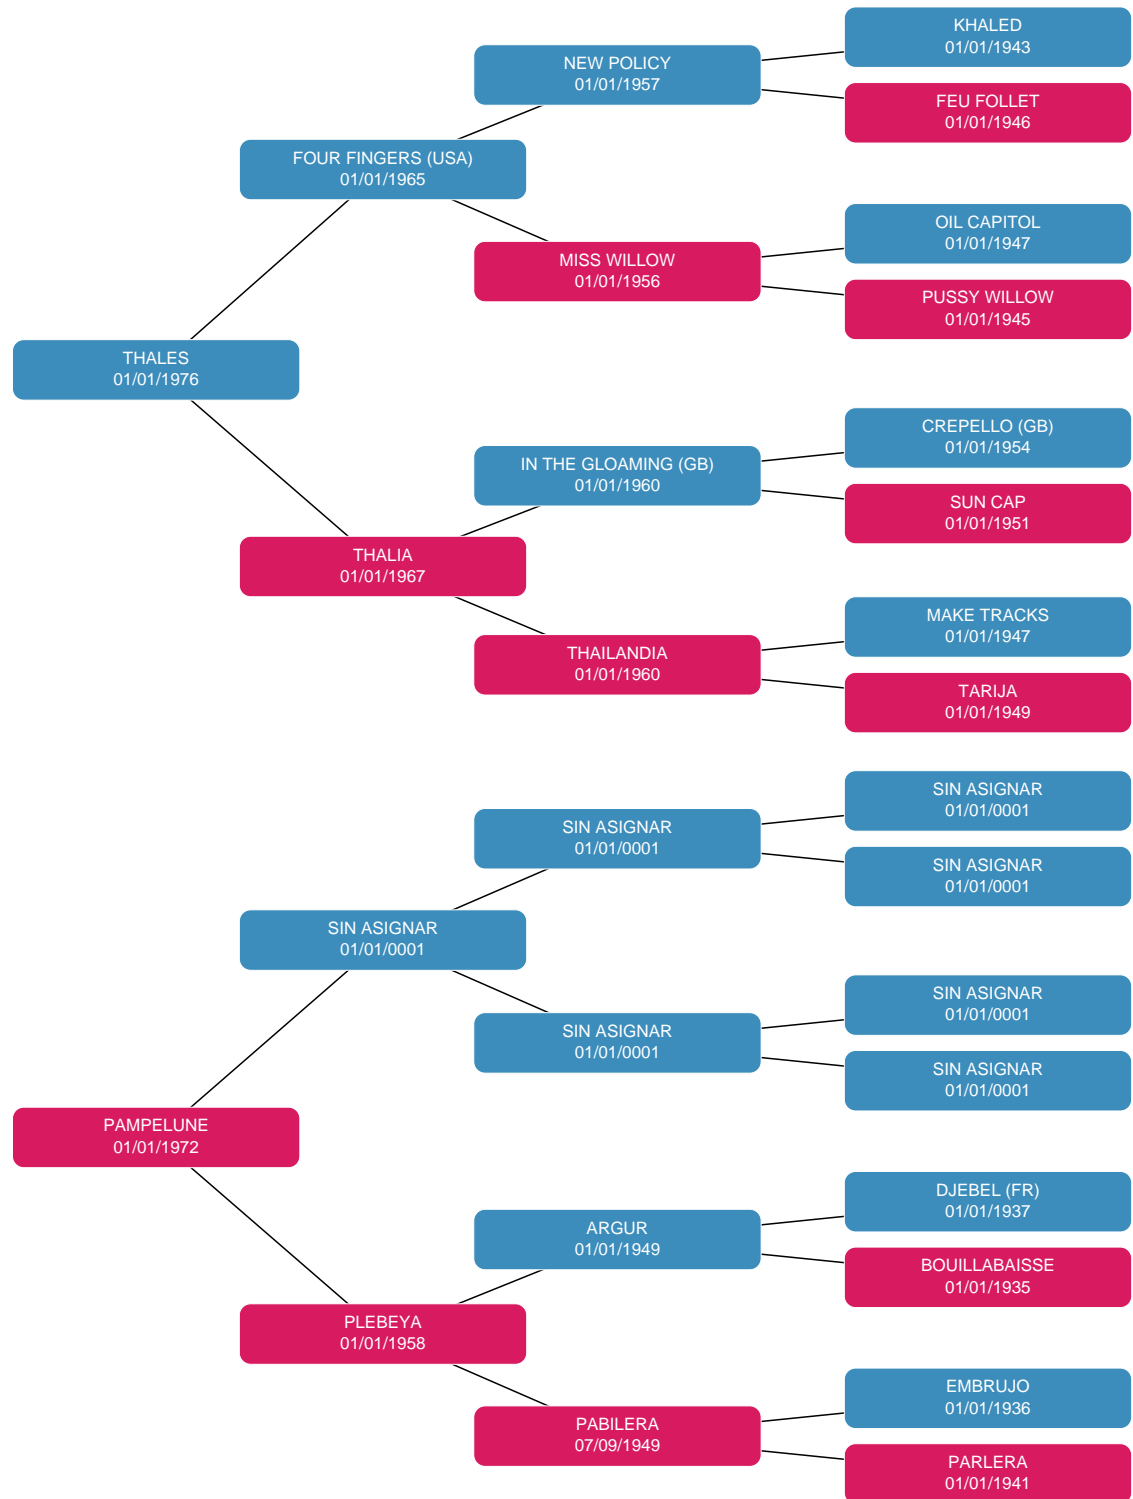 KHALED
01/01/1943
NEW POLICY
01/01/1957
FEU FOLLET
01/01/1946
FOUR FINGERS (USA)
01/01/1965
OIL CAPITOL
01/01/1947
MISS WILLOW
01/01/1956
PUSSY WILLOW
01/01/1945
THALES
01/01/1976
CREPELLO (GB)
01/01/1954
IN THE GLOAMING (GB)
01/01/1960
SUN CAP
01/01/1951
THALIA
01/01/1967
MAKE TRACKS
01/01/1947
THAILANDIA
01/01/1960
TARIJA
01/01/1949
SIN ASIGNAR
01/01/0001
SIN ASIGNAR
01/01/0001
SIN ASIGNAR
01/01/0001
SIN ASIGNAR
01/01/0001
SIN ASIGNAR
01/01/0001
SIN ASIGNAR
01/01/0001
SIN ASIGNAR
01/01/0001
PAMPELUNE
01/01/1972
DJEBEL (FR)
01/01/1937
ARGUR
01/01/1949
BOUILLABAISSE
01/01/1935
PLEBEYA
01/01/1958
EMBRUJO
01/01/1936
PABILERA
07/09/1949
PARLERA
01/01/1941